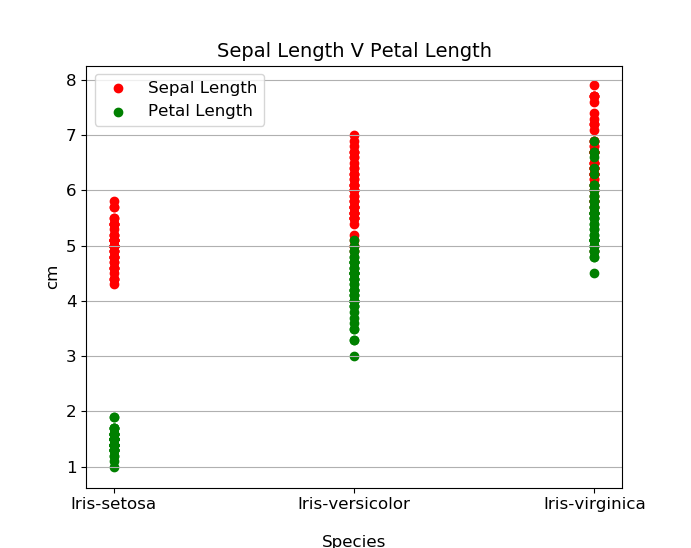 Sepal Length V Petal Length
Sepal Length
Petal Length
8
7
6
5
4
3
2
1
cm
Iris-setosa
Iris-versicolor
Iris-virginica
Species